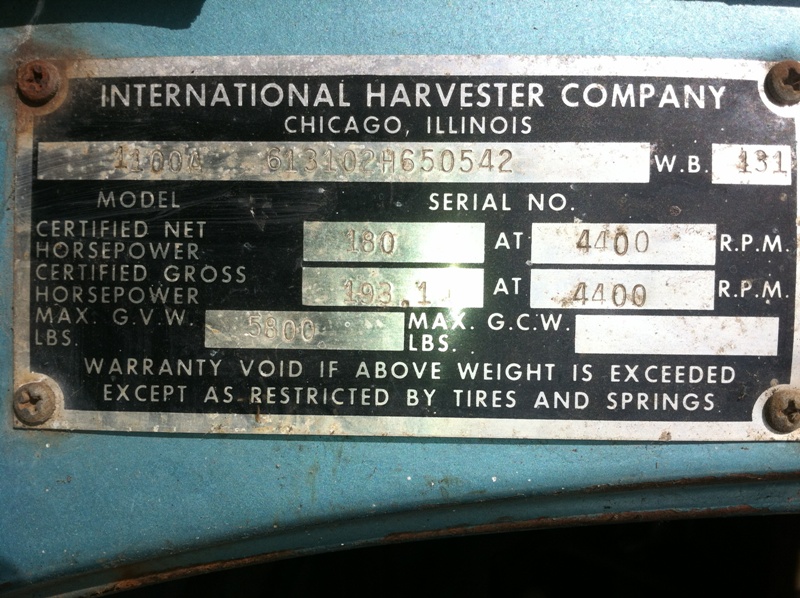 INTERNATIONAL HARVESTER COMPANY
CHICAGO, ILLINOIS
1100A 613102H650542 W.B. 131
MODEL SERIAL NO.
CERTIFIED NET HORSEPOWER 180 AT 4400 R.P.M.
CERTIFIED GROSS HORSEPOWER 193.1 AT 4400 R.P.M.
MAX. G.V.W. LBS. 5800 MAX. G.C.W. LBS.
WARRANTY VOID IF ABOVE WEIGHT IS EXCEEDED
EXCEPT AS RESTRICTED BY TIRES AND SPRINGS